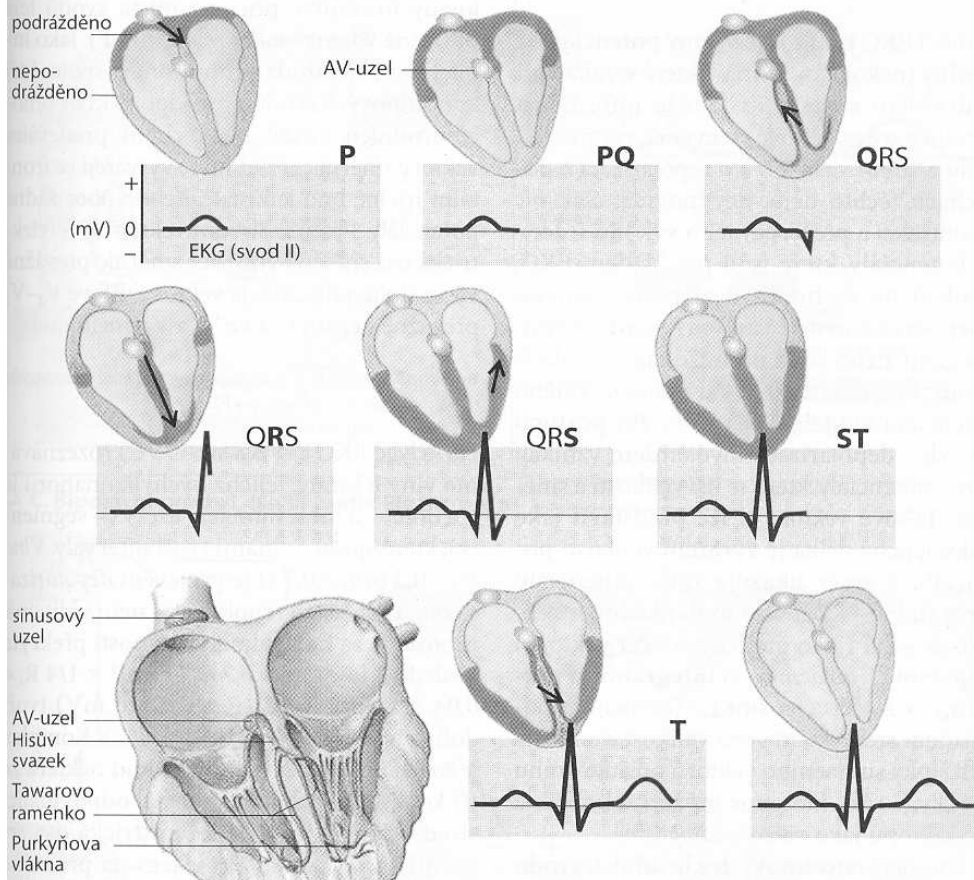 podrážděno
nepo-
drážděno
P
+
(mV) 0
–
EKG (svod II)
AV-uzel
PQ
QRS
QRS
QRS
ST
sinusový
uzel
AV-uzel
Hisův
svazek
Tawarovo
raménko
Purkyňova
vlákna
T